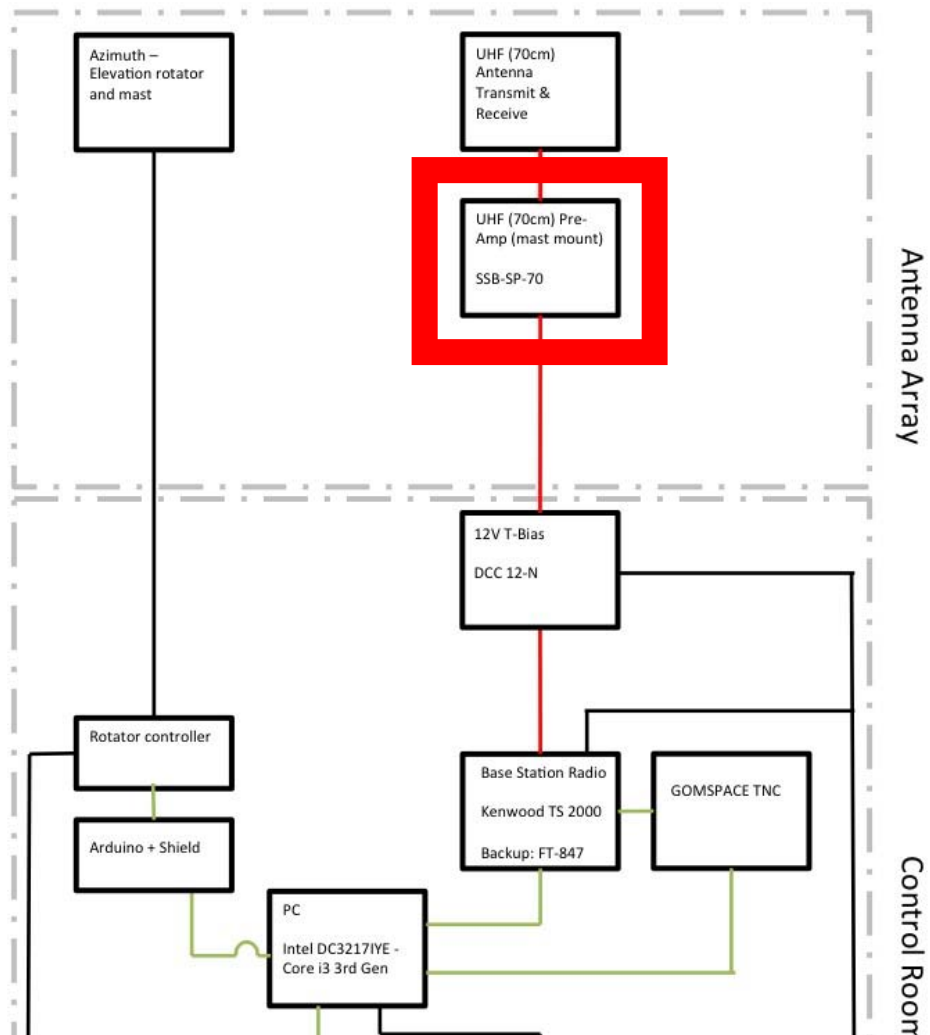 Azimuth –
Elevation rotator
and mast
UHF (70cm)
Antenna
Transmit &
Receive
UHF (70cm) Pre-
Amp (mast mount)
SSB-SP-70
Antenna Array
12V T-Bias
DCC 12-N
Rotator controller
Base Station Radio
Kenwood TS 2000
Backup: FT-847
GOMSPACE TNC
Arduino + Shield
PC
Intel DC3217IYE -
Core i3 3rd Gen
Control Room